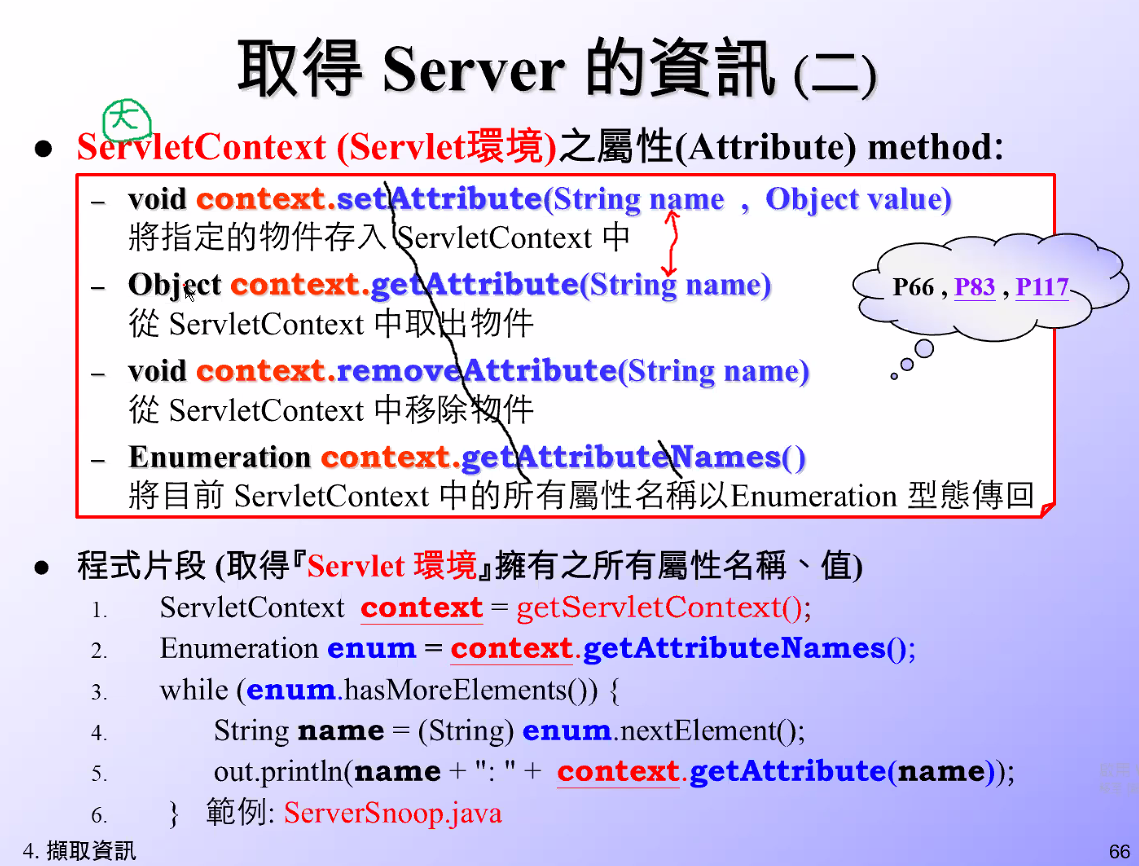 取得 Server 的資訊 (二)
大
● ServletContext (Servlet環境)之屬性(Attribute) method:
– void context.setAttribute(String name , Object value)
將指定的物件存入 ServletContext 中
– Object context.getAttribute(String name)
從 ServletContext 中取出物件
P66 , P83 , P117
– void context.removeAttribute(String name)
從 ServletContext 中移除物件
– Enumeration context.getAttributeNames()
將目前 ServletContext 中的所有屬性名稱以Enumeration 型態傳回
● 程式片段 (取得『Servlet 環境』擁有之所有屬性名稱、值)
1. ServletContext context = getServletContext();
2. Enumeration enum = context.getAttributeNames();
3. while (enum.hasMoreElements()) {
4. String name = (String) enum.nextElement();
5. out.println(name + ": " + context.getAttribute(name));
6. } 範例: ServerSnoop.java
4. 擷取資訊
66